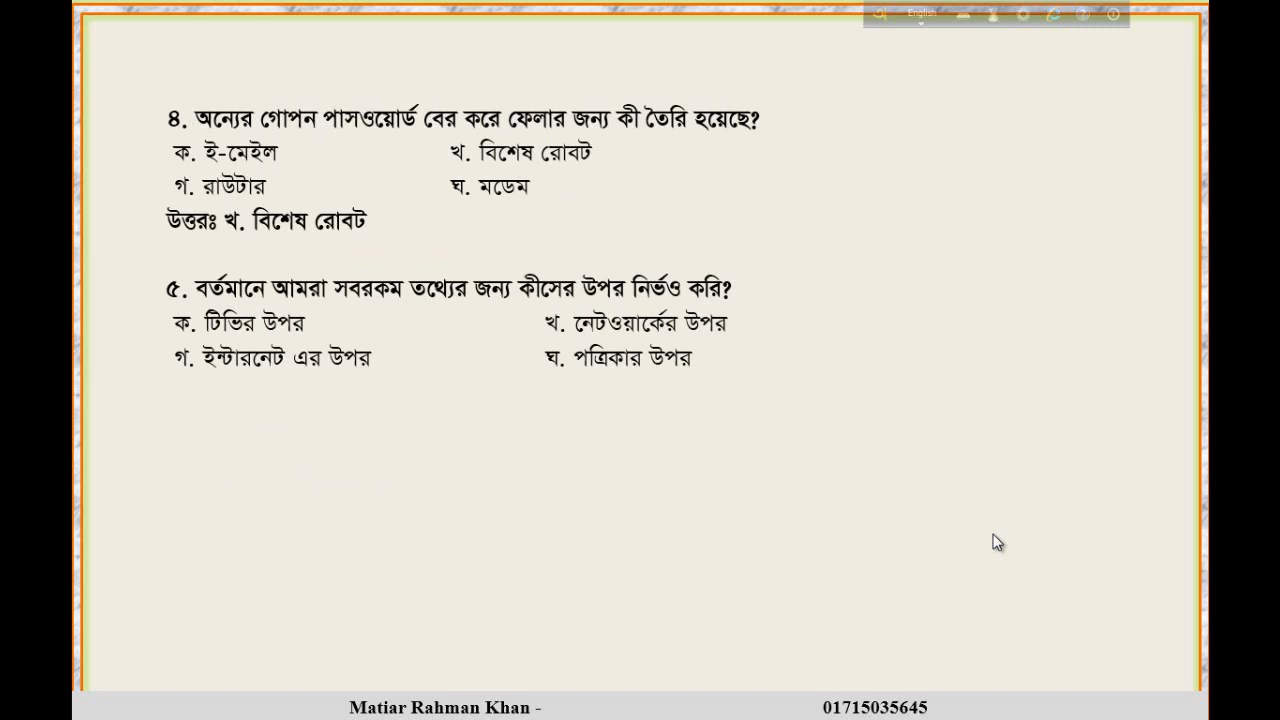 English
৪. অন্যের গোপন পাসওয়ার্ড বের করে ফেলার জন্য কী তৈরি হয়েছে?
ক. ই-মেইল খ. বিশেষ রোবট
গ. রাউটার ঘ. মডেম
উত্তরঃ খ. বিশেষ রোবট
৫. বর্তমানে আমরা সবরকম তথ্যের জন্য কীসের উপর নির্ভও করি?
ক. টিভির উপর খ. নেটওয়ার্কের উপর
গ. ইন্টারনেট এর উপর ঘ. পত্রিকার উপর
Matiar Rahman Khan - 01715035645